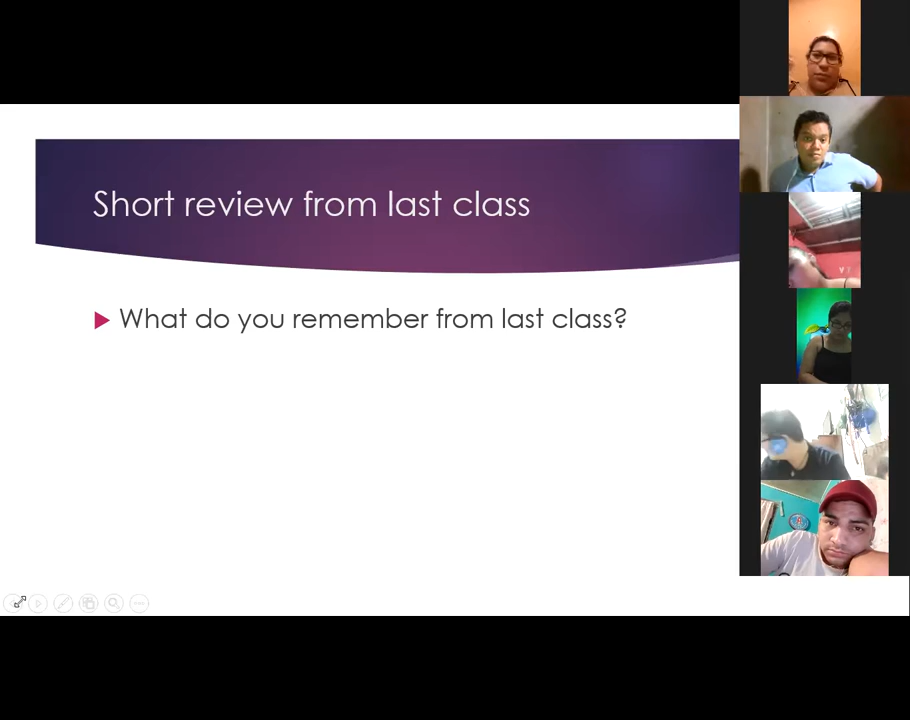 Short review from last class
What do you remember from last class?